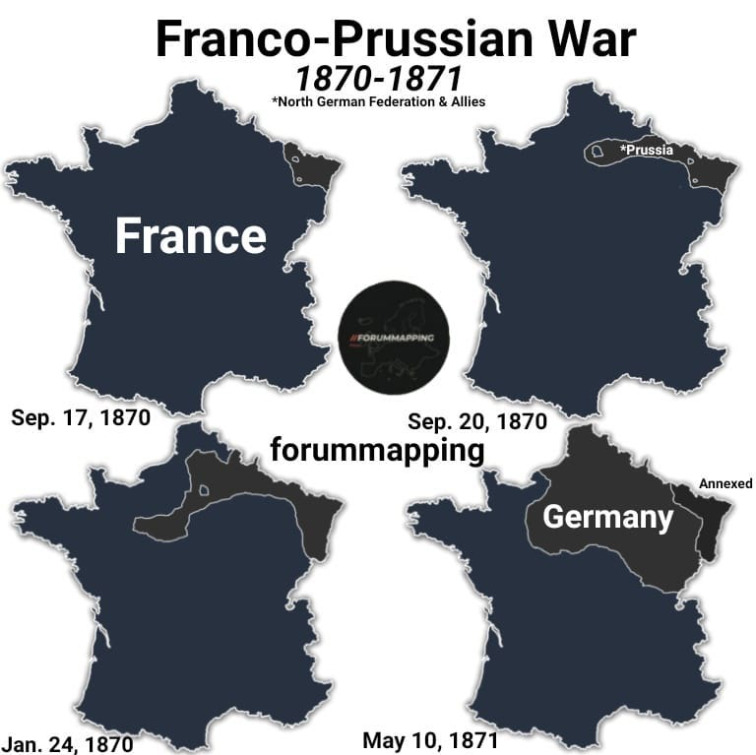 Franco-Prussian War
1870-1871
*North German Federation & Allies
France
*Prussia
//FORUMMAPPING
Sep. 17, 1870
Sep. 20, 1870
forummapping
Annexed
Germany
Jan. 24, 1870
May 10, 1871